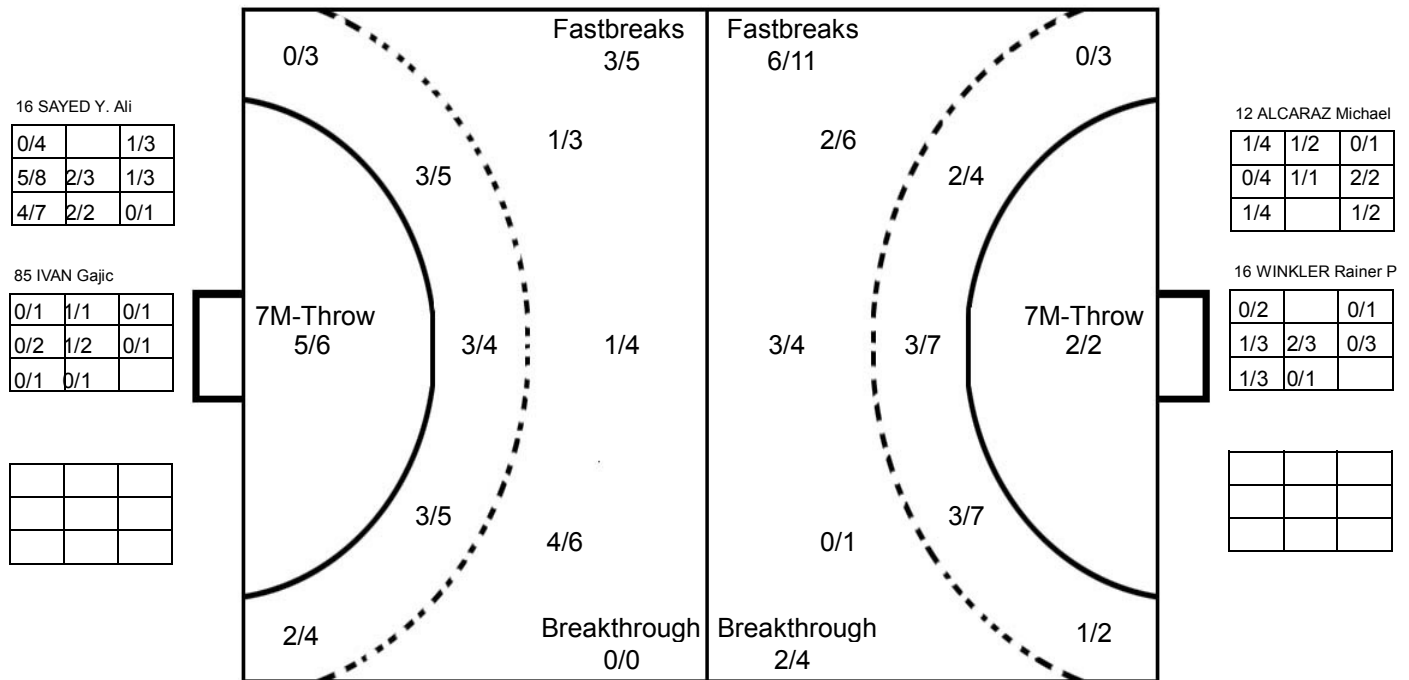 Fastbreaks Fastbreaks
0/3 3/5 6/11 0/3
16 SAYED Y. Ali 12 ALCARAZ Michael
0/4 1/3 1/3 2/6 1/4 1/2 0/1
5/8 2/3 1/3 3/5 2/4 0/4 1/1 2/2
4/7 2/2 0/1 1/4 1/2
85 IVAN Gajic 16 WINKLER Rainer P
0/1 1/1 0/1 7M-Throw 7M-Throw 0/2 0/1
0/2 1/2 0/1 5/6 3/4 1/4 3/4 3/7 2/2 1/3 2/3 0/3
0/1 0/1 1/3 0/1
3/5 3/7
4/6 0/1
2/4 Breakthrough Breakthrough 1/2
0/0 2/4